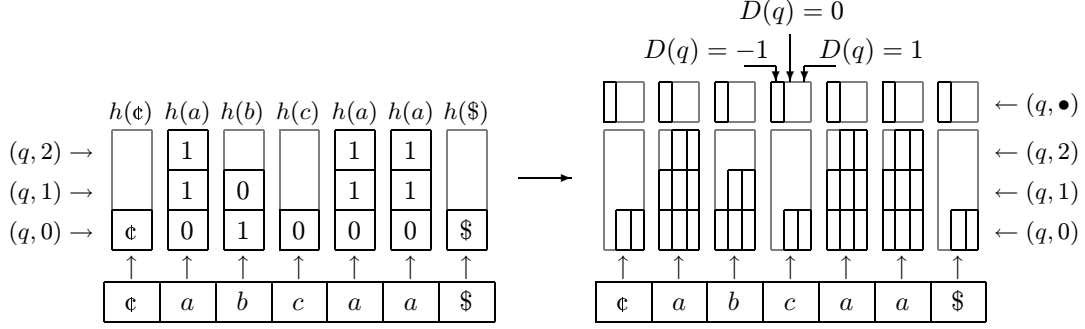 D(q) = 0
D(q) = −1 D(q) = 1
h(¢) h(a) h(b) h(c) h(a) h(a) h($) ← (q, •)
(q, 2) → 1 1 1 ← (q, 2)
(q, 1) → 1 0 1 1 ← (q, 1)
(q, 0) → ¢ 0 1 0 0 0 $ ← (q, 0)
¢ a b c a a $ ¢ a b c a a $